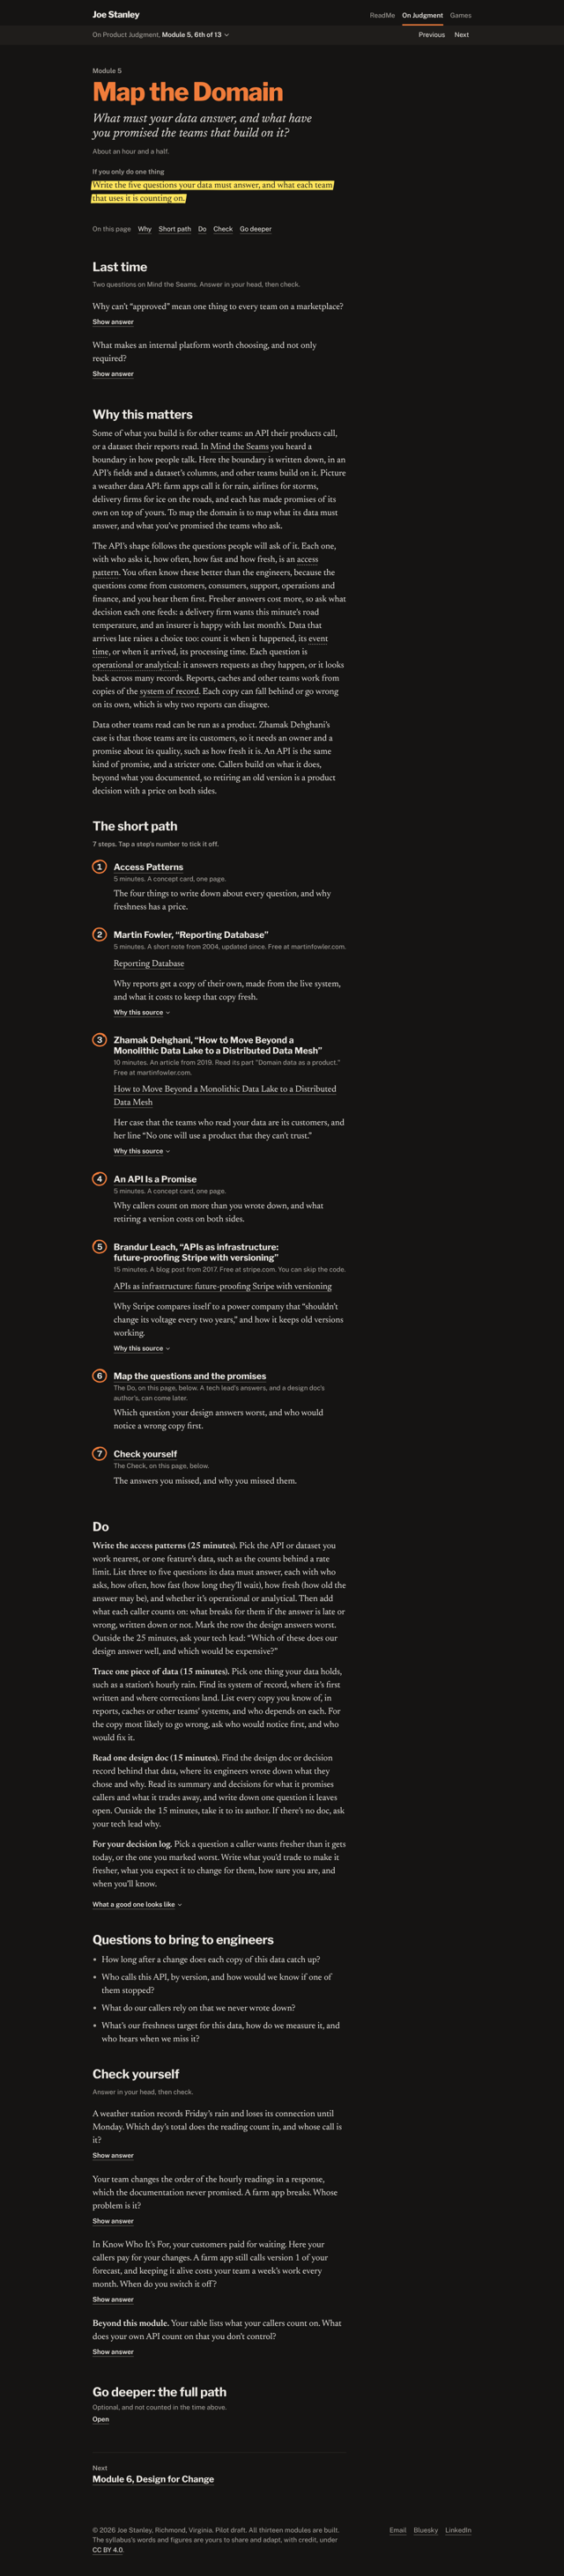 Joe Stanley
ReadMe On Judgment Games
On Product Judgment, Module 5, 6th of 13
Previous Next
Module 5
Map the Domain
What must your data answer, and what have
you promised the teams that build on it?
About an hour and a half.
If you only do one thing
Write the five questions your data must answer, and what each team
that uses it is counting on.
On this page Why Short path Do Check Go deeper
Last time
Two questions on Mind the Seams. Answer in your head, then check.
Why can't “approved” mean one thing to every team on a marketplace?
Show answer
What makes an internal platform worth choosing, and not only
required?
Show answer
Why this matters
Some of what you build is for other teams: an API their products call,
or a dataset their reports read. In Mind the Seams you heard a
boundary in how people talk. Here the boundary is written down, in an
API's fields and a dataset's columns, and other teams build on it. Picture
a weather data API: farm apps call it for rain, airlines for storms,
delivery firms for ice on the roads, and each has made promises of its
own on top of yours. To map the domain is to map what its data must
answer, and what you've promised the teams who ask.
The API's shape follows the questions people will ask of it. Each one,
with who asks it, how often, how fast and how fresh, is an access
pattern. You often know these better than the engineers, because the
questions come from customers, consumers, support, operations and
finance, and you hear them first. Fresher answers cost more, so ask what
decision each one feeds: a delivery firm wants this minute's road
temperature, and an insurer is happy with last month's. Data that
arrives late raises a choice too: count it when it happened, its event
time, or when it arrived, its processing time. Each question is
operational or analytical: it answers requests as they happen, or it looks
back across many records. Reports, caches and other teams work from
copies of the system of record. Each copy can fall behind or go wrong
on its own, which is why two reports can disagree.
Data other teams read can be run as a product. Zhamak Dehghani's
case is that those teams are its customers, so it needs an owner and a
promise about its quality, such as how fresh it is. An API is the same
kind of promise, and a stricter one. Callers build on what it does,
beyond what you documented, so retiring an old version is a product
decision with a price on both sides.
The short path
7 steps. Tap a step's number to tick it off.
1
Access Patterns
5 minutes. A concept card, one page.
The four things to write down about every question, and why
freshness has a price.
2
Martin Fowler, “Reporting Database”
5 minutes. A short note from 2004, updated since. Free at martinfowler.com.
Reporting Database
Why reports get a copy of their own, made from the live system,
and what it costs to keep that copy fresh.
Why this source
3
Zhamak Dehghani, “How to Move Beyond a
Monolithic Data Lake to a Distributed Data Mesh”
10 minutes. An article from 2019. Read its part “Domain data as a product.”
Free at martinfowler.com.
How to Move Beyond a Monolithic Data Lake to a Distributed
Data Mesh
Her case that the teams who read your data are its customers, and
her line “No one will use a product that they can't trust.”
Why this source
4
An API Is a Promise
5 minutes. A concept card, one page.
Why callers count on more than you wrote down, and what
retiring a version costs on both sides.
5
Brandur Leach, “APIs as infrastructure:
future-proofing Stripe with versioning”
15 minutes. A blog post from 2017. Free at stripe.com. You can skip the code.
APIs as infrastructure: future-proofing Stripe with versioning
Why Stripe compares itself to a power company that “shouldn't
change its voltage every two years,” and how it keeps old versions
working.
Why this source
6
Map the questions and the promises
The Do, on this page, below. A tech lead's answers, and a design doc's
author's, can come later.
Which question your design answers worst, and who would
notice a wrong copy first.
7
Check yourself
The Check, on this page, below.
The answers you missed, and why you missed them.
Do
Write the access patterns (25 minutes). Pick the API or dataset you
work nearest, or one feature's data, such as the counts behind a rate
limit. List three to five questions its data must answer, each with who
asks, how often, how fast (how long they'll wait), how fresh (how old the
answer may be), and whether it's operational or analytical. Then add
what each caller counts on: what breaks for them if the answer is late or
wrong, written down or not. Mark the row the design answers worst.
Outside the 25 minutes, ask your tech lead: “Which of these does our
design answer well, and which would be expensive?”
Trace one piece of data (15 minutes). Pick one thing your data holds,
such as a station's hourly rain. Find its system of record, where it's first
written and where corrections land. List every copy you know of, in
reports, caches or other teams' systems, and who depends on each. For
the copy most likely to go wrong, ask who would notice first, and who
would fix it.
Read one design doc (15 minutes). Find the design doc or decision
record behind that data, where its engineers wrote down what they
chose and why. Read its summary and decisions for what it promises
callers and what it trades away, and write down one question it leaves
open. Outside the 15 minutes, take it to its author. If there's no doc, ask
your tech lead why.
For your decision log. Pick a question a caller wants fresher than it gets
today, or the one you marked worst. Write what you'd trade to make it
fresher, what you expect it to change for them, how sure you are, and
when you'll know.
What a good one looks like
Questions to bring to engineers
• How long after a change does each copy of this data catch up?
• Who calls this API, by version, and how would we know if one of
them stopped?
• What do our callers rely on that we never wrote down?
• What's our freshness target for this data, how do we measure it, and
who hears when we miss it?
Check yourself
Answer in your head, then check.
A weather station records Friday's rain and loses its connection until
Monday. Which day's total does the reading count in, and whose call is
it?
Show answer
Your team changes the order of the hourly readings in a response,
which the documentation never promised. A farm app breaks. Whose
problem is it?
Show answer
In Know Who It's For, your customers paid for waiting. Here your
callers pay for your changes. A farm app still calls version 1 of your
forecast, and keeping it alive costs your team a week's work every
month. When do you switch it off?
Show answer
Beyond this module. Your table lists what your callers count on. What
does your own API count on that you don't control?
Show answer
Go deeper: the full path
Optional, and not counted in the time above.
Open
Next
Module 6, Design for Change
© 2026 Joe Stanley, Richmond, Virginia. Pilot draft. All thirteen modules are built.
The syllabus's words and figures are yours to share and adapt, with credit, under
CC BY 4.0.
Email Bluesky LinkedIn